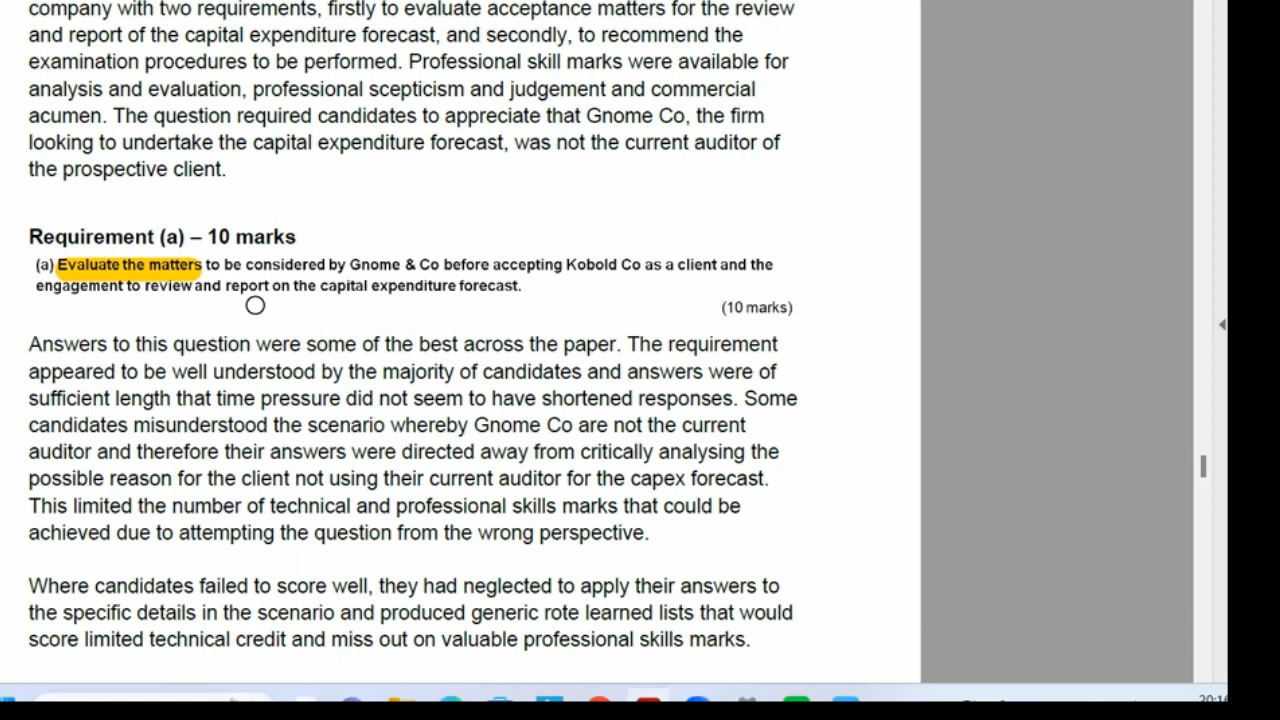 company with two requirements, firstly to evaluate acceptance matters for the review
and report of the capital expenditure forecast, and secondly, to recommend the
examination procedures to be performed. Professional skill marks were available for
analysis and evaluation, professional scepticism and judgement and commercial
acumen. The question required candidates to appreciate that Gnome Co, the firm
looking to undertake the capital expenditure forecast, was not the current auditor of
the prospective client.
Requirement (a) – 10 marks
(a) Evaluate the matters to be considered by Gnome & Co before accepting Kobold Co as a client and the
engagement to review and report on the capital expenditure forecast.
(10 marks)
Answers to this question were some of the best across the paper. The requirement
appeared to be well understood by the majority of candidates and answers were of
sufficient length that time pressure did not seem to have shortened responses. Some
candidates misunderstood the scenario whereby Gnome Co are not the current
auditor and therefore their answers were directed away from critically analysing the
possible reason for the client not using their current auditor for the capex forecast.
This limited the number of technical and professional skills marks that could be
achieved due to attempting the question from the wrong perspective.
Where candidates failed to score well, they had neglected to apply their answers to
the specific details in the scenario and produced generic rote learned lists that would
score limited technical credit and miss out on valuable professional skills marks.